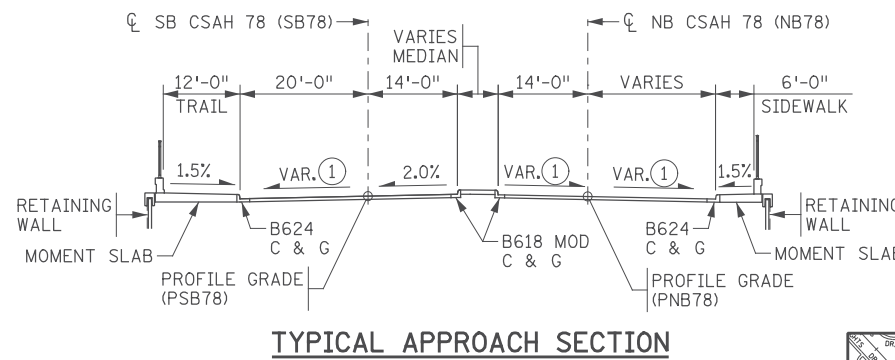 ℄ SB CSAH 78 (SB78)
℄ NB CSAH 78 (NB78)
VARIES
MEDIAN
12'-0"
TRAIL
20'-0"
14'-0"
14'-0"
VARIES
6'-0"
SIDEWALK
1.5%
VAR. 1
2.0%
VAR. 1
VAR. 1
1.5%
RETAINING
WALL
MOMENT SLAB
B624
C & G
PROFILE GRADE
(PSB78)
B618 MOD
C & G
B624
C & G
PROFILE GRADE
(PNB78)
RETAINING
WALL
MOMENT SLAB
TYPICAL APPROACH SECTION